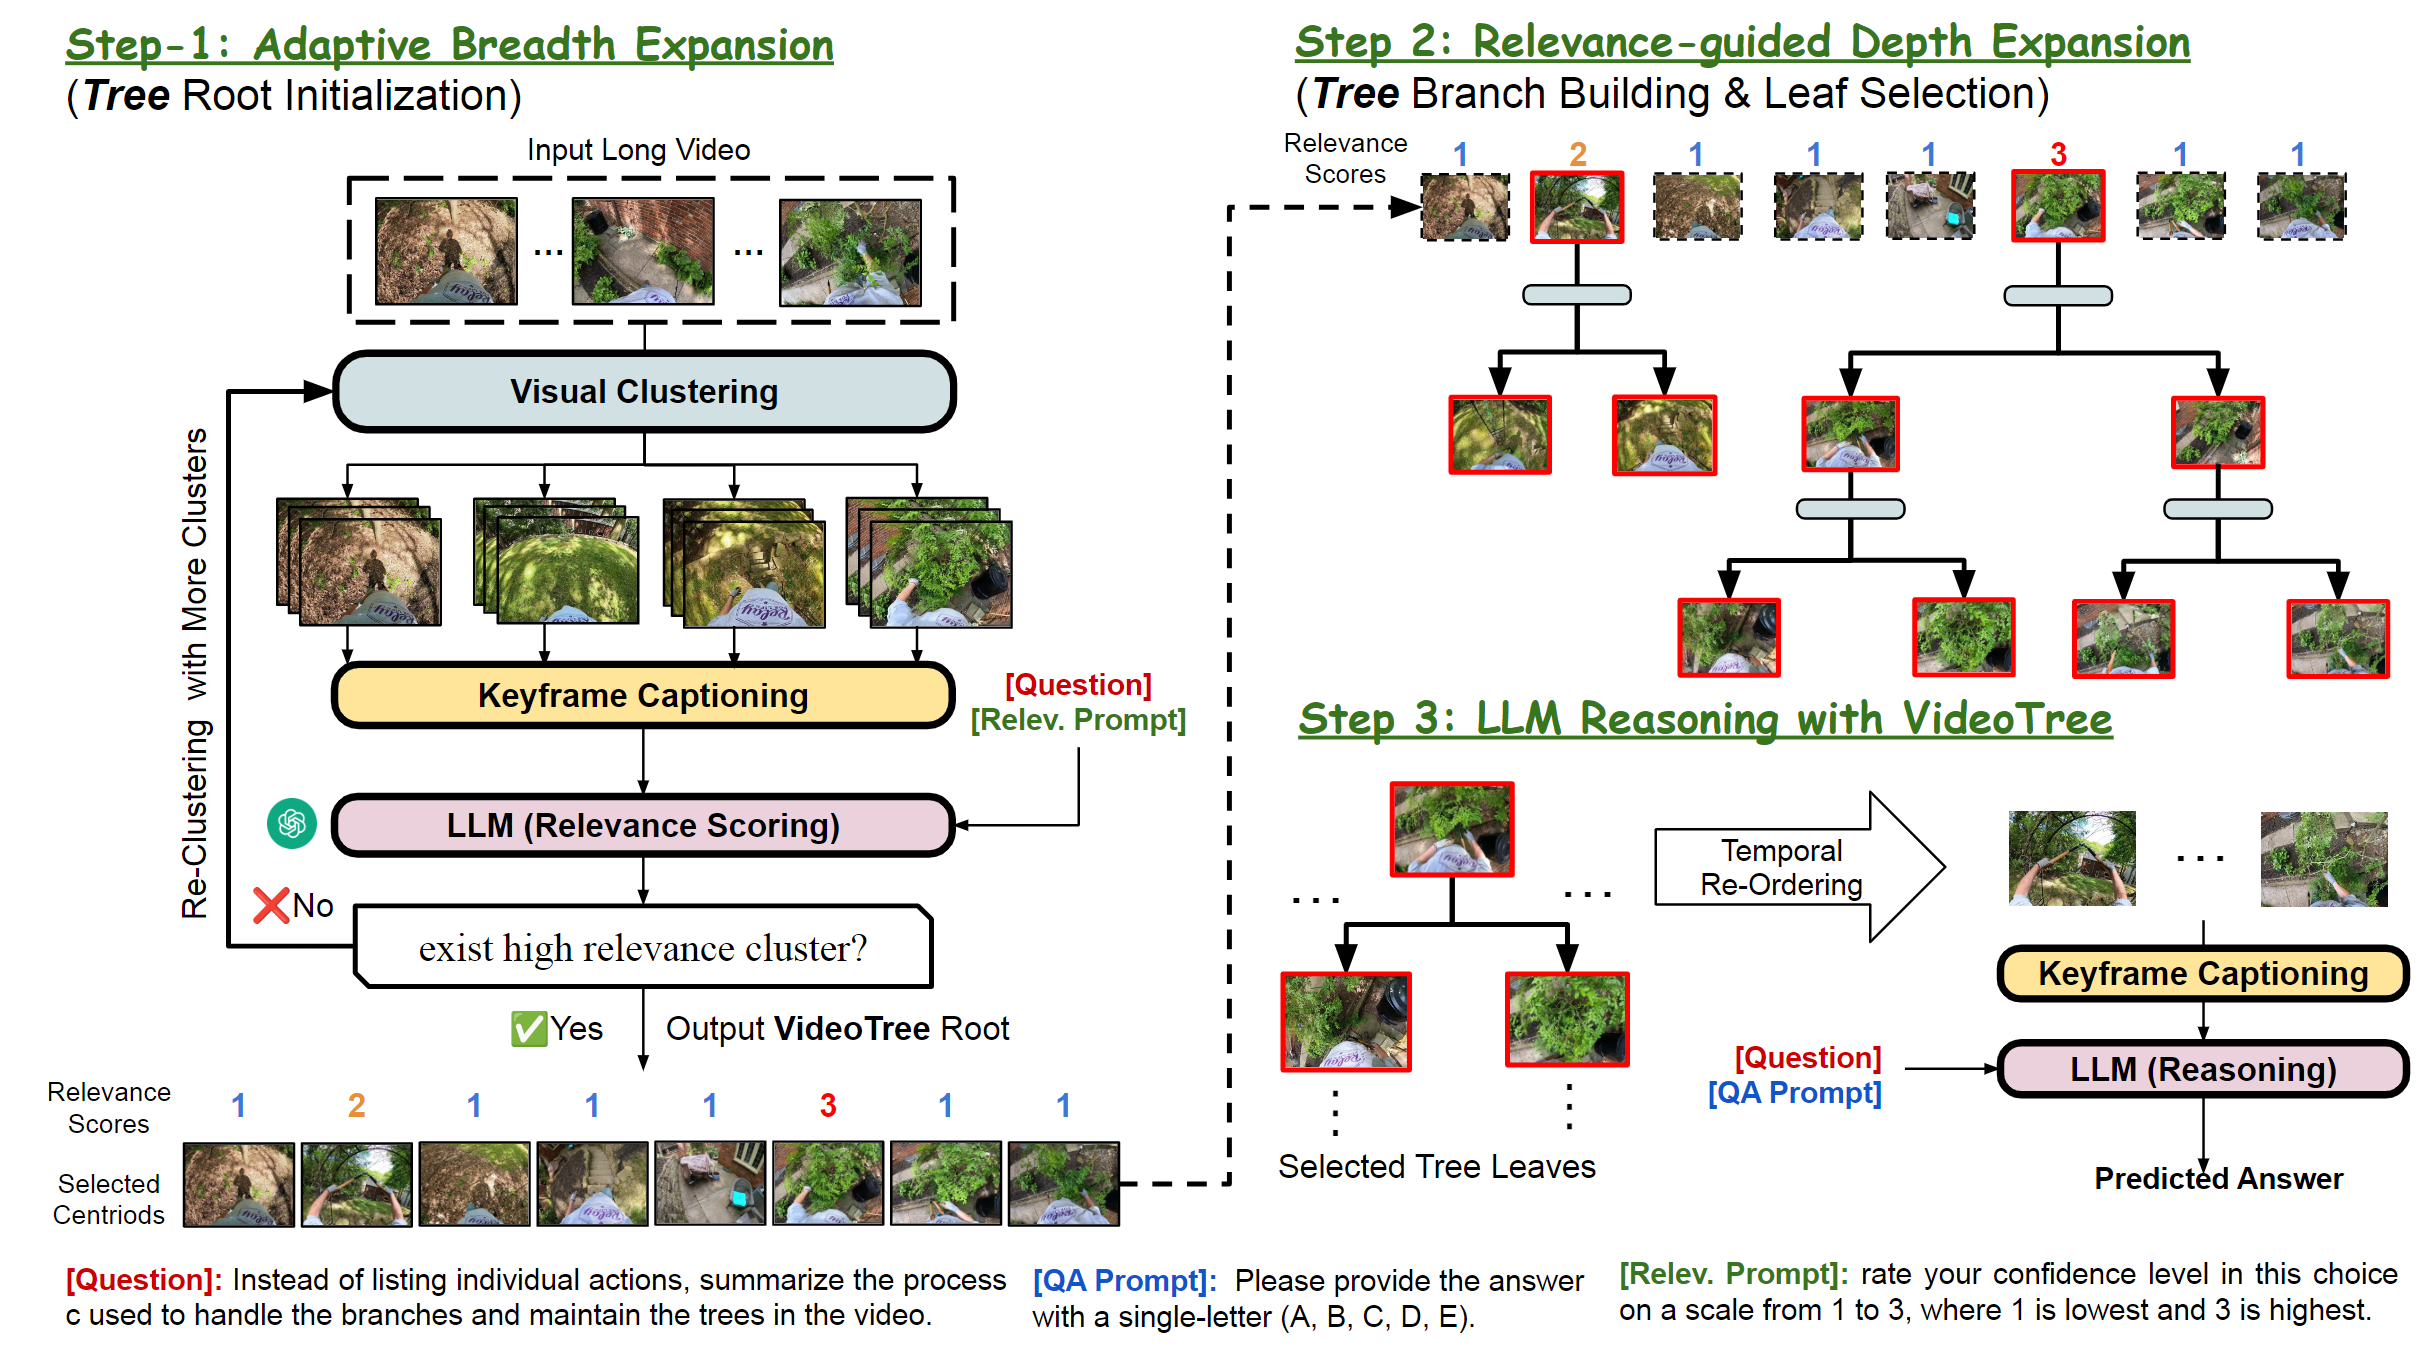 Step-1: Adaptive Breadth Expansion
(Tree Root Initialization)
Input Long Video
...
...
Visual Clustering
Re-Clustering with More Clusters
Keyframe Captioning
[Question]
[Relev. Prompt]
LLM (Relevance Scoring)
No
exist high relevance cluster?
Yes
Output VideoTree Root
Relevance
Scores
1 2 1 1 1 3 1 1
Selected
Centriods
Step 2: Relevance-guided Depth Expansion
(Tree Branch Building & Leaf Selection)
Relevance
Scores
1 2 1 1 1 3 1 1
Step 3: LLM Reasoning with VideoTree
...
...
Temporal
Re-Ordering
...
Selected Tree Leaves
Keyframe Captioning
[Question]
[QA Prompt]
LLM (Reasoning)
Predicted Answer
[Question]: Instead of listing individual actions, summarize the process
c used to handle the branches and maintain the trees in the video.
[QA Prompt]: Please provide the answer
with a single-letter (A, B, C, D, E).
[Relev. Prompt]: rate your confidence level in this choice
on a scale from 1 to 3, where 1 is lowest and 3 is highest.